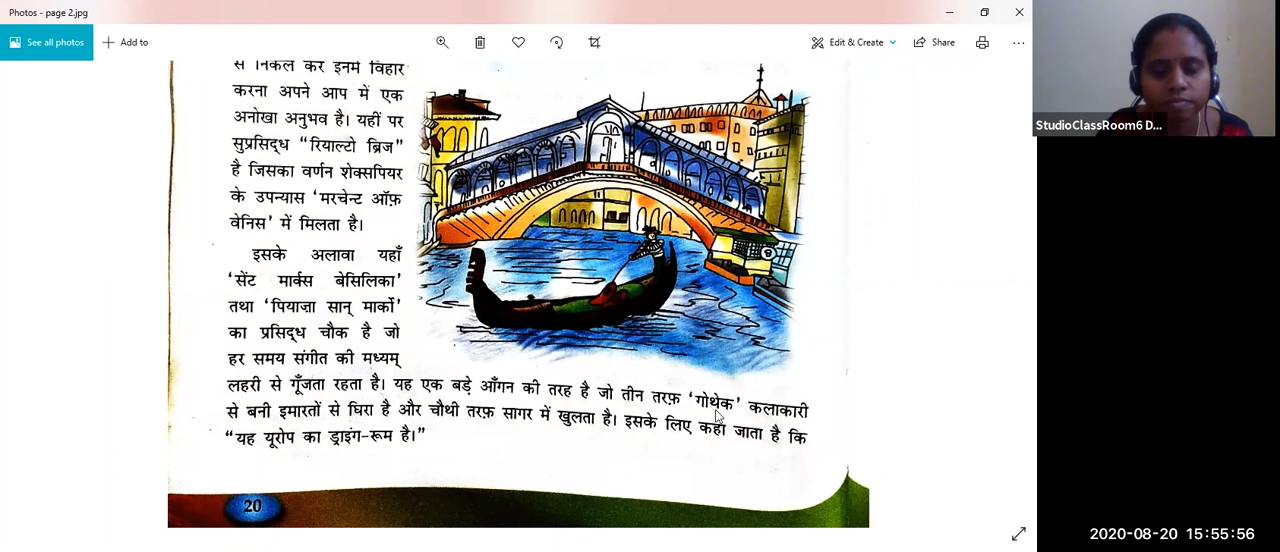 Photos - page 2.jpg
See all photos
Add to
Edit & Create
Share
StudioClassRoom6 D...
से निकल कर इनमें विहार
करना अपने आप में एक
अनोखा अनुभव है। यहीं पर
सुप्रसिद्ध “रियाल्टो ब्रिज”
है जिसका वर्णन शेक्सपियर
के उपन्यास ‘मरचेन्ट ऑफ़
वेनिस’ में मिलता है।
इसके अलावा यहाँ
‘सेंट मार्क्स बेसिलिका’
तथा ‘पियाज़ा सान् मार्को’
का प्रसिद्ध चौक है जो
हर समय संगीत की मध्यम्
लहरी से गूँजता रहता है। यह एक बड़े आँगन की तरह है जो तीन तरफ़ ‘गोथेक’ कलाकारी
से बनी इमारतों से घिरा है और चौथी तरफ़ सागर में खुलता है। इसके लिए कहा जाता है कि
“यह यूरोप का ड्राइंग-रूम है।”
20
2020-08-20 15:55:56